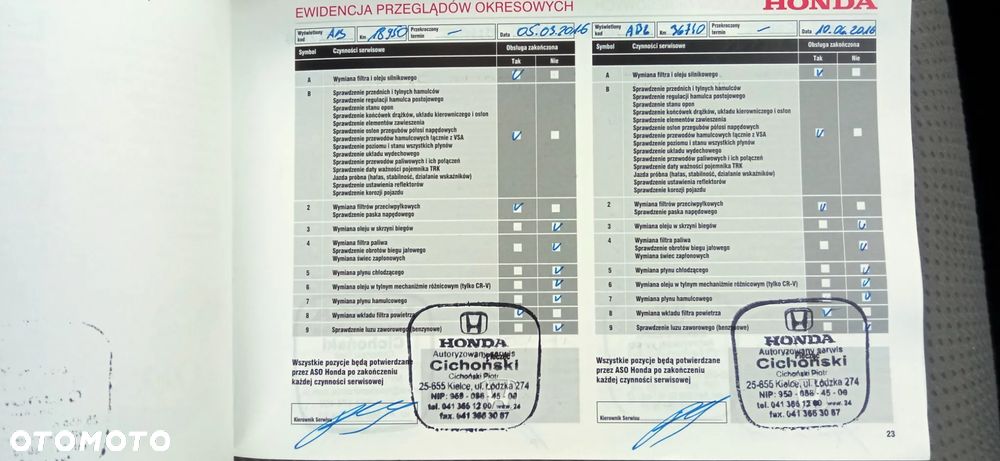 EWIDENCJA PRZEGLĄDÓW OKRESOWYCH
HONDA
Wyświetlony kod Km 18950 Przekroczony termin — Data 05.03.2016
Symbol Czynności serwisowe Obsługa zakończona
Tak Nie
A Wymiana filtra i oleju silnikowego
B Sprawdzenie przednich i tylnych hamulców
Sprawdzenie regulacji hamulca postojowego
Sprawdzenie stanu opon
Sprawdzenie końcówek drążków, układu kierowniczego i osłon
Sprawdzenie elementów zawieszenia
Sprawdzenie osłon przegubów półosi napędowych
Sprawdzenie przewodów hamulcowych łącznie z VSA
Sprawdzenie poziomu i stanu wszystkich płynów
Sprawdzenie układu wydechowego
Sprawdzenie przewodów paliwowych i ich połączeń
Sprawdzenie daty ważności pojemnika TRK
Jazda próbna (hałas, stabilność, działanie wskaźników)
Sprawdzenie ustawienia reflektorów
Sprawdzenie korozji pojazdu
2 Wymiana filtrów przeciwpyłkowych
Sprawdzenie paska napędowego
3 Wymiana oleju w skrzyni biegów
4 Wymiana filtra paliwa
Sprawdzenie obrotów biegu jałowego
Wymiana świec zapłonowych
5 Wymiana płynu chłodzącego
6 Wymiana oleju w tylnym mechanizmie różnicowym (tylko CR-V)
7 Wymiana płynu hamulcowego
8 Wymiana wkładu filtra powietrza
9 Sprawdzenie luzu zaworowego (benzynowe)
Wszystkie pozycje będą potwierdzane
przez ASO Honda po zakończeniu
każdej czynności serwisowej
Kierownik Serwisu
HONDA
Autoryzowany serwis
Cichoński
Cichoński Piotr
25-655 Kielce, ul. Łódzka 274
Wyświetlony kod Km Przekroczony termin — Data 10.06.2016
Symbol Czynności serwisowe Obsługa zakończona
Tak Nie
A Wymiana filtra i oleju silnikowego
B Sprawdzenie przednich i tylnych hamulców
Sprawdzenie regulacji hamulca postojowego
Sprawdzenie stanu opon
Sprawdzenie końcówek drążków, układu kierowniczego i osłon
Sprawdzenie elementów zawieszenia
Sprawdzenie osłon przegubów półosi napędowych
Sprawdzenie przewodów hamulcowych łącznie z VSA
Sprawdzenie poziomu i stanu wszystkich płynów
Sprawdzenie układu wydechowego
Sprawdzenie przewodów paliwowych i ich połączeń
Sprawdzenie daty ważności pojemnika TRK
Jazda próbna (hałas, stabilność, działanie wskaźników)
Sprawdzenie ustawienia reflektorów
Sprawdzenie korozji pojazdu
2 Wymiana filtrów przeciwpyłkowych
Sprawdzenie paska napędowego
3 Wymiana oleju w skrzyni biegów
4 Wymiana filtra paliwa
Sprawdzenie obrotów biegu jałowego
Wymiana świec zapłonowych
5 Wymiana płynu chłodzącego
6 Wymiana oleju w tylnym mechanizmie różnicowym (tylko CR-V)
7 Wymiana płynu hamulcowego
8 Wymiana wkładu filtra powietrza
9 Sprawdzenie luzu zaworowego (benzynowe)
Wszystkie pozycje będą potwierdzane
przez ASO Honda po zakończeniu
każdej czynności serwisowej
Kierownik Serwisu
HONDA
Autoryzowany serwis
Cichoński
Cichoński Piotr
25-655 Kielce, ul. Łódzka 274
23
OTOMOTO